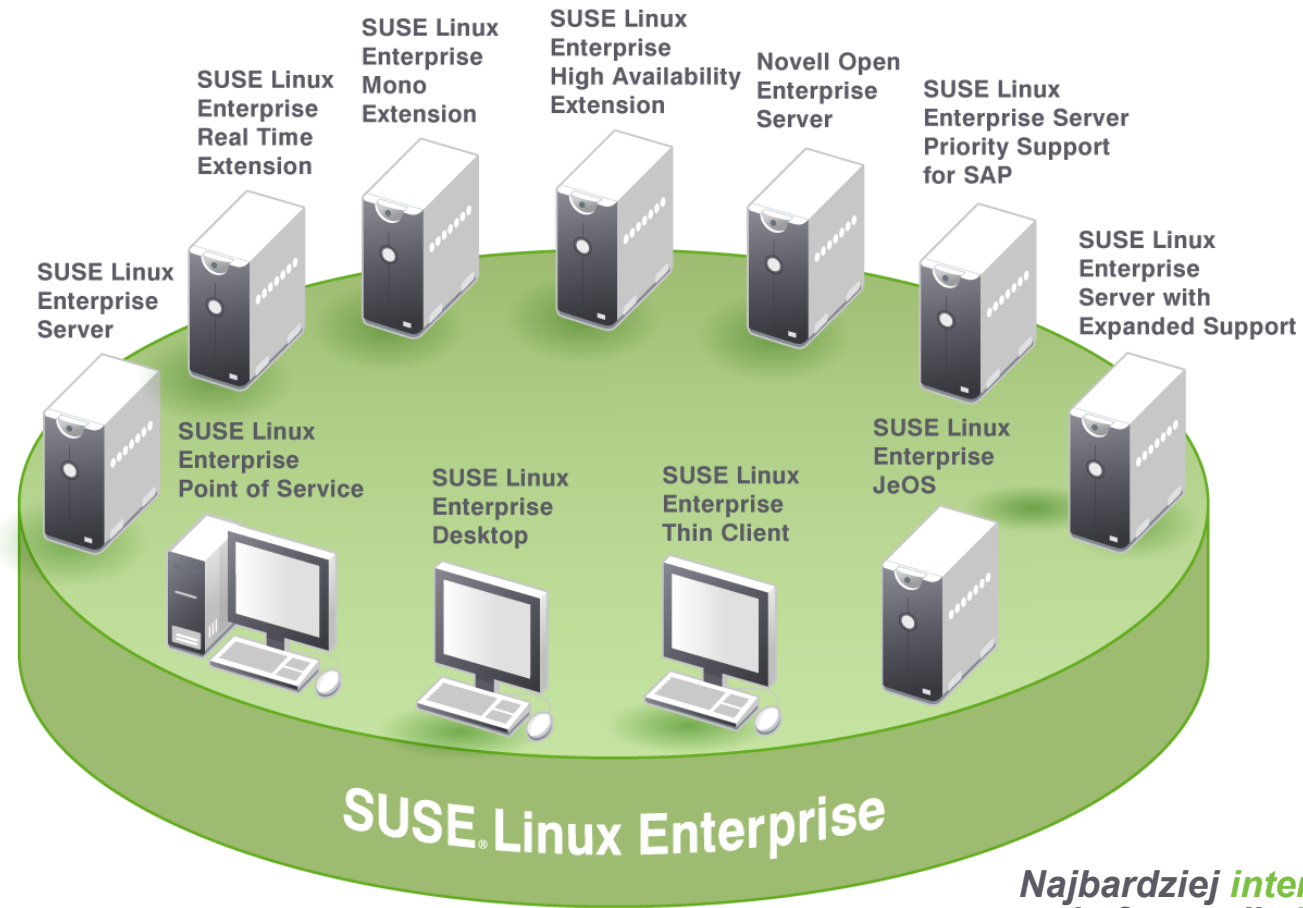 SUSE Linux
Enterprise
Server
SUSE Linux
Enterprise
Real Time
Extension
SUSE Linux
Enterprise
Mono
Extension
SUSE Linux
Enterprise
High Availability
Extension
Novell Open
Enterprise
Server
SUSE Linux
Enterprise Server
Priority Support
for SAP
SUSE Linux
Enterprise
Server with
Expanded Support
SUSE Linux
Enterprise
Point of Service
SUSE Linux
Enterprise
Desktop
SUSE Linux
Enterprise
Thin Client
SUSE Linux
Enterprise
JeOS
SUSE® Linux Enterprise
Najbardziej